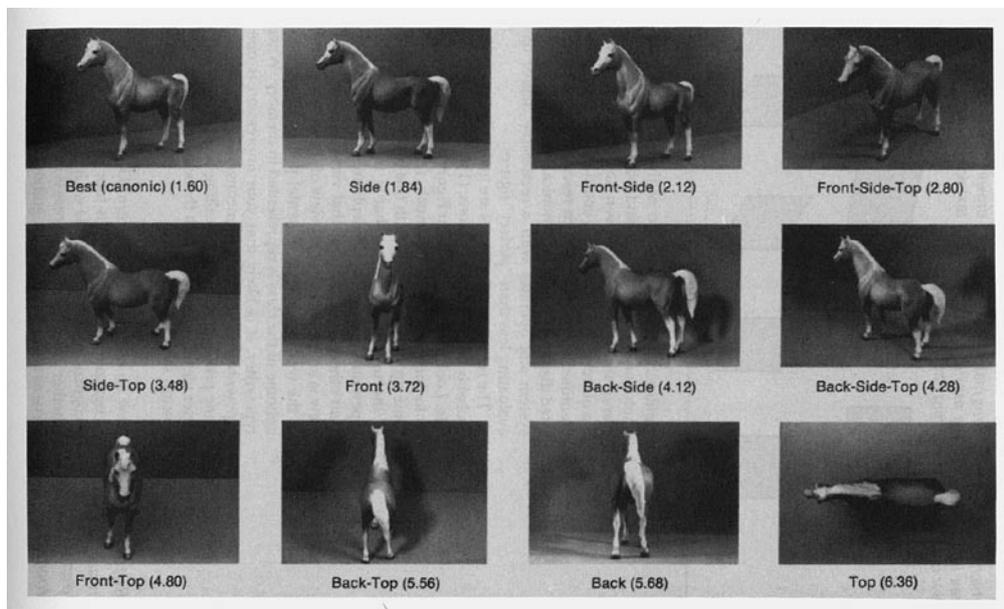 Best (canonic) (1.60)
Side (1.84)
Front-Side (2.12)
Front-Side-Top (2.80)
Side-Top (3.48)
Front (3.72)
Back-Side (4.12)
Back-Side-Top (4.28)
Front-Top (4.80)
Back-Top (5.56)
Back (5.68)
Top (6.36)